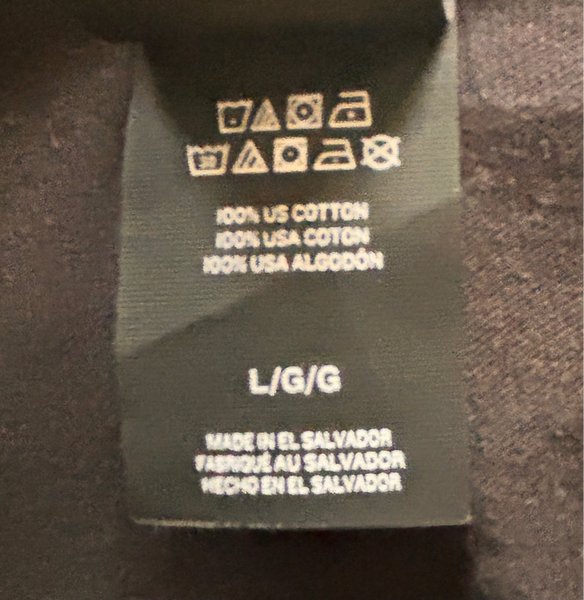 100% US COTTON
100% USA COTON
100% USA ALGODÓN
L/G/G
MADE IN EL SALVADOR
FABRIQUÉ AU SALVADOR
HECHO EN EL SALVADOR